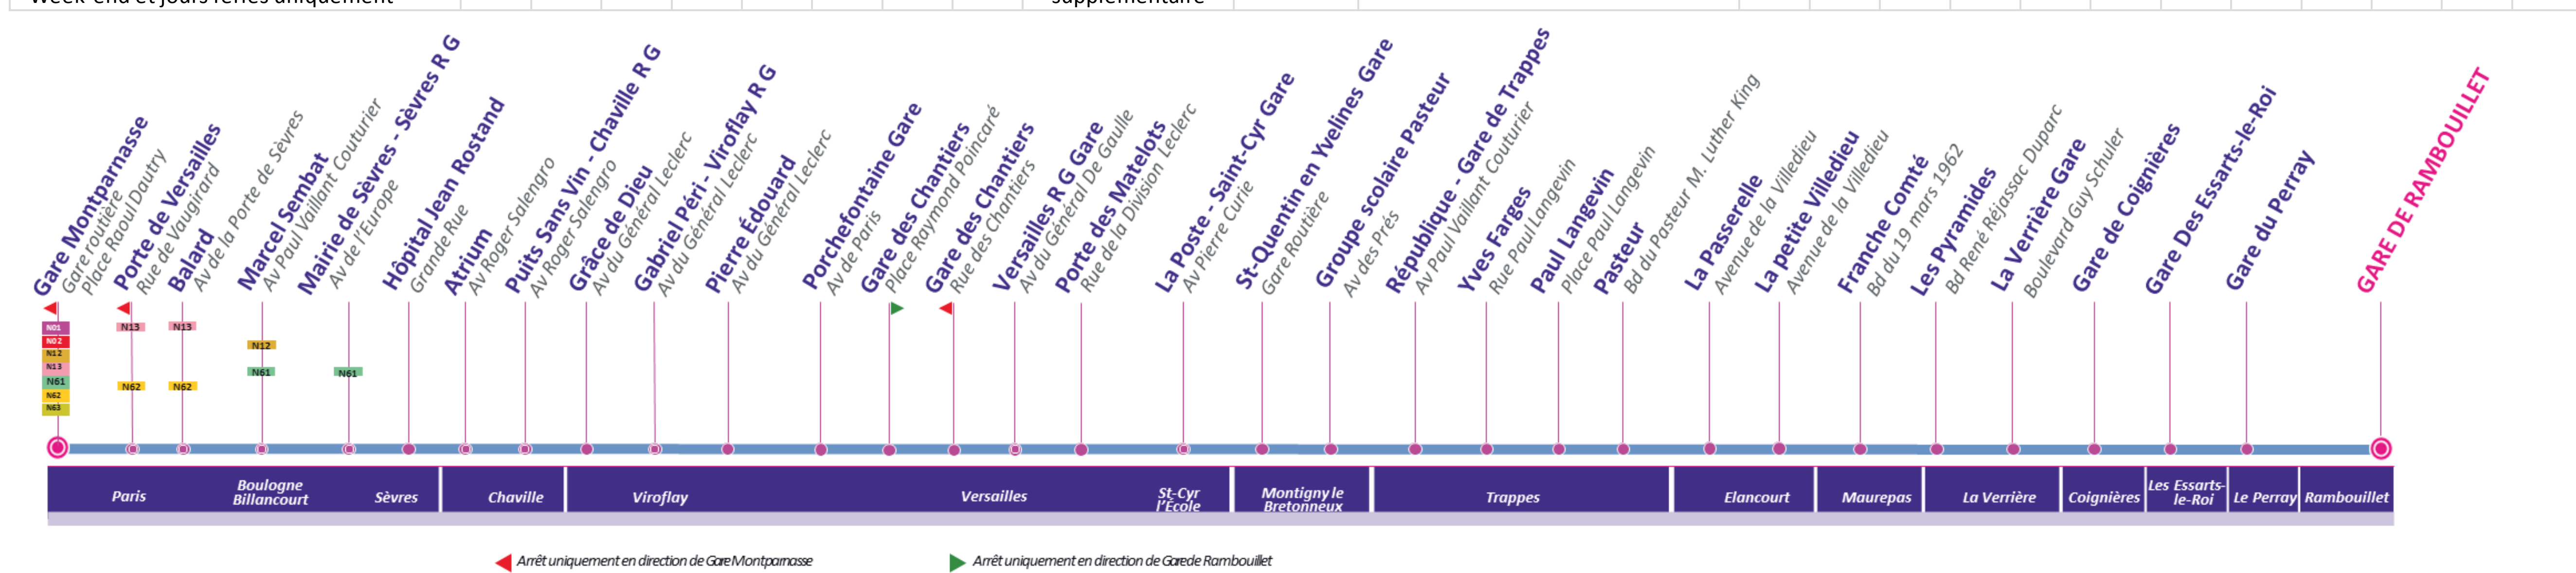 Week-end et jours fériés uniquement
supplémentaire
Gare Montparnasse
Gare routière
Place Raoul Dautry
Porte de Versailles
Rue de Vaugirard
Balard
Av de la Porte de Sèvres
Marcel Sembat
Av Paul Vaillant Couturier
Mairie de Sèvres - Sèvres R G
Av de l'Europe
Hôpital Jean Rostand
Grande Rue
Atrium
Av Roger Salengro
Puits Sans Vin - Chaville R G
Av Roger Salengro
Grâce de Dieu
Av du Général Leclerc
Gabriel Péri - Viroflay R G
Av du Général Leclerc
Pierre Édouard
Av du Général Leclerc
Porchefontaine Gare
Av de Paris
Gare des Chantiers
Place Raymond Poincaré
Gare des Chantiers
Rue des Chantiers
Versailles R G Gare
Av du Général De Gaulle
Porte des Matelots
Rue de la Division Leclerc
La Poste - Saint-Cyr Gare
Av Pierre Curie
St-Quentin en Yvelines Gare
Gare Routière
Groupe scolaire Pasteur
Av des Prés
République - Gare de Trappes
Av Paul Vaillant Couturier
Yves Farges
Rue Paul Langevin
Paul Langevin
Place Paul Langevin
Pasteur
Bd du Pasteur M. Luther King
La Passerelle
Avenue de la Villedieu
La petite Villedieu
Avenue de la Villedieu
Franche Comté
Bd du 19 mars 1962
Les Pyramides
Bd René Réjassac Duparc
La Verrière Gare
Boulevard Guy Schuler
Gare de Coignières
Gare Des Essarts-le-Roi
Gare du Perray
GARE DE RAMBOUILLET
N01
N02
N12
N13
N61
N62
N63
N13
N62
N13
N62
N12
N61
N61
Paris
Boulogne
Billancourt
Sèvres
Chaville
Viroflay
Versailles
St-Cyr
l'École
Montigny le
Bretonneux
Trappes
Elancourt
Maurepas
La Verrière
Coignières
Les Essarts-
le-Roi
Le Perray
Rambouillet
Arrêt uniquement en direction de Gare Montparnasse
Arrêt uniquement en direction de Gare de Rambouillet